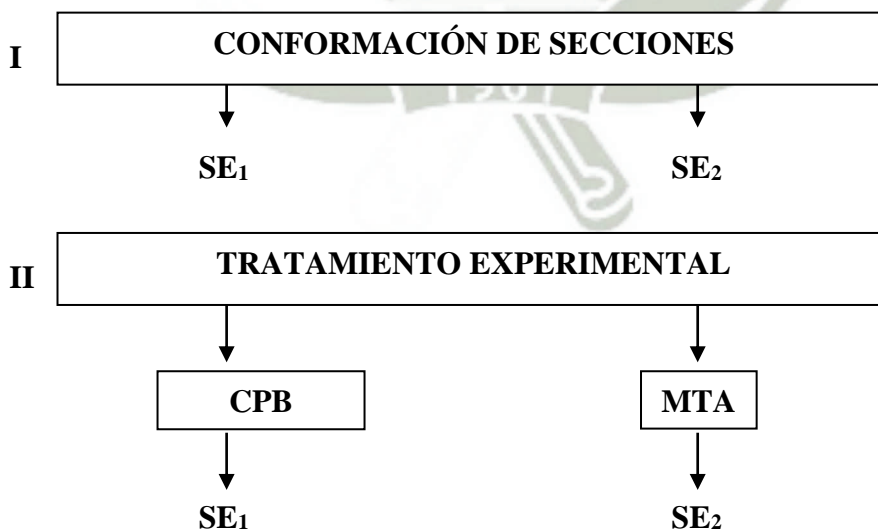 I CONFORMACIÓN DE SECCIONES
SE₁ SE₂
II TRATAMIENTO EXPERIMENTAL
CPB MTA
SE₁ SE₂